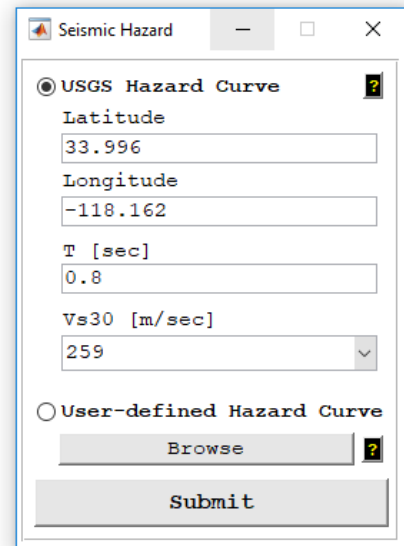 Seismic Hazard
USGS Hazard Curve ?
Latitude
33.996
Longitude
-118.162
T [sec]
0.8
Vs30 [m/sec]
259
User-defined Hazard Curve
Browse ?
Submit